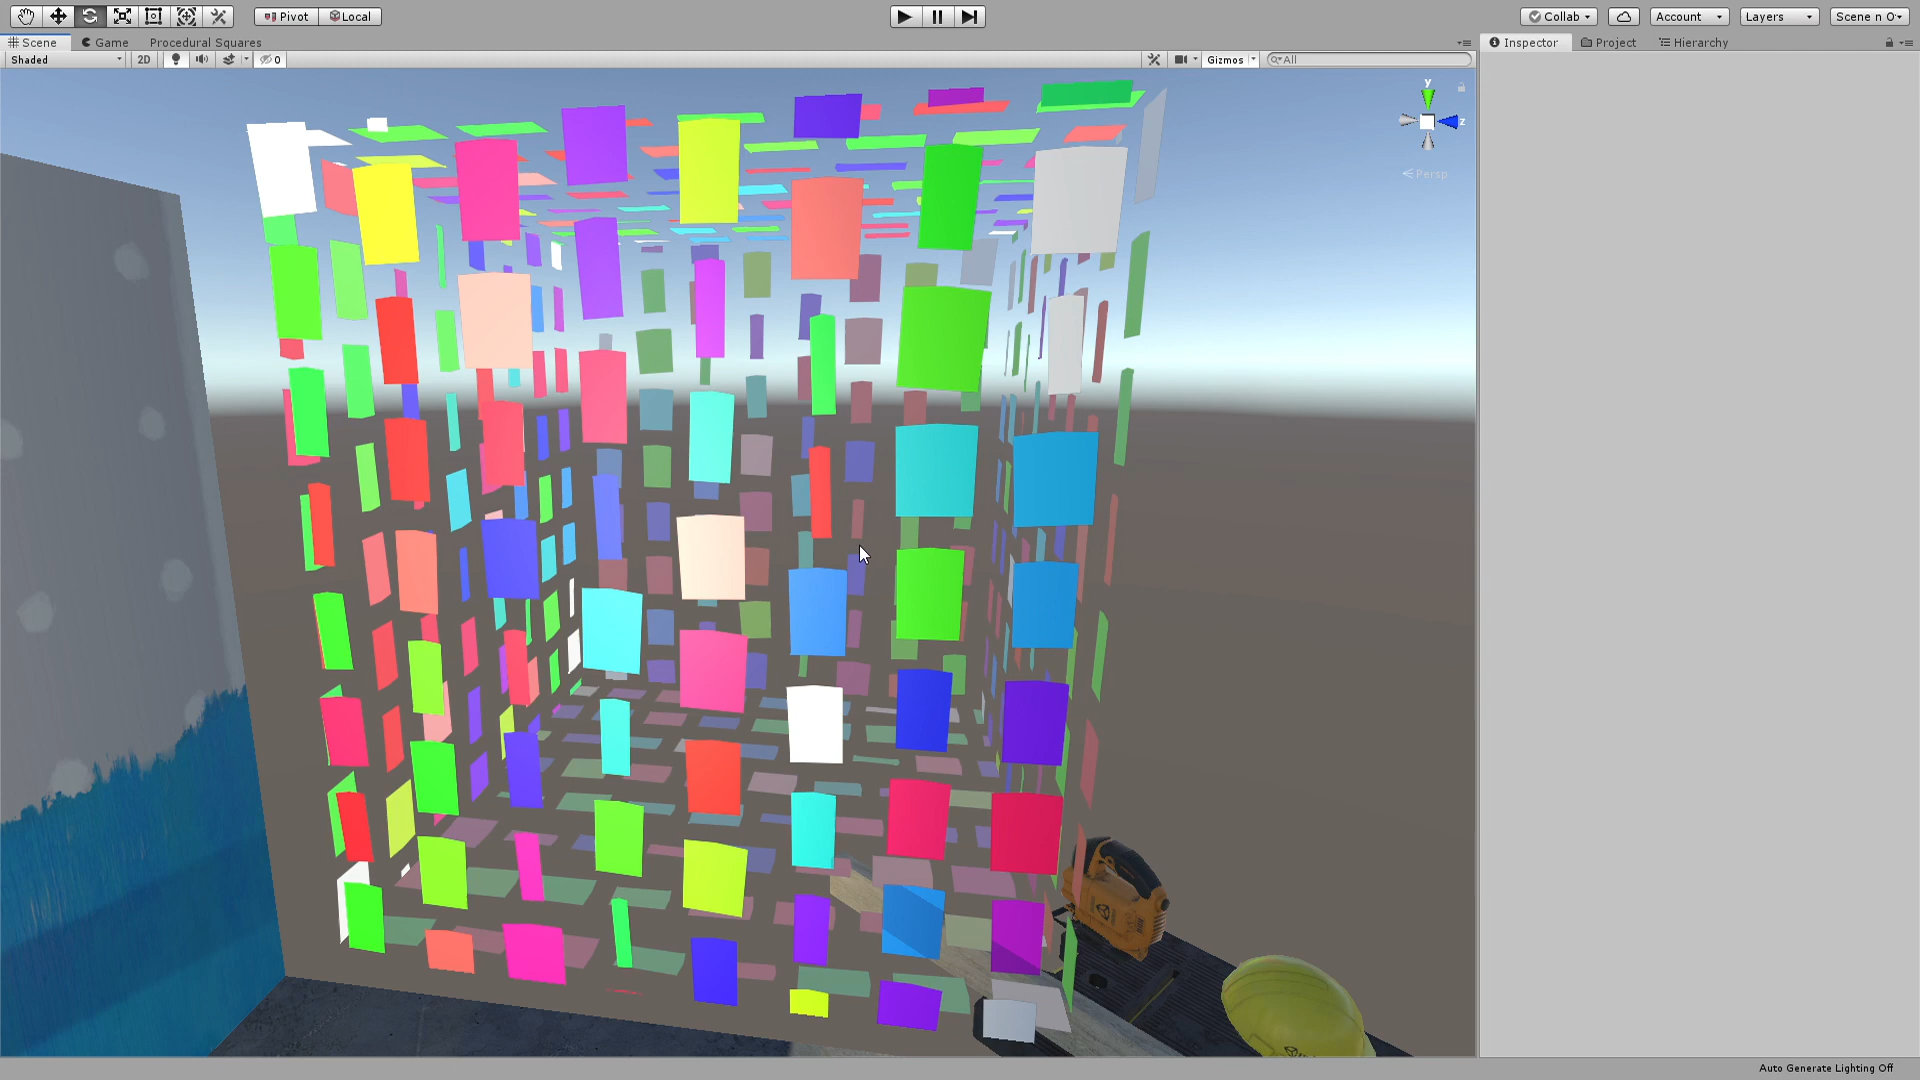 Pivot Local
Collab Account Layers Scene n O
Scene Game Procedural Squares
Inspector Project Hierarchy
Shaded 2D 0 Gizmos All
y
z
Persp
Auto Generate Lighting Off